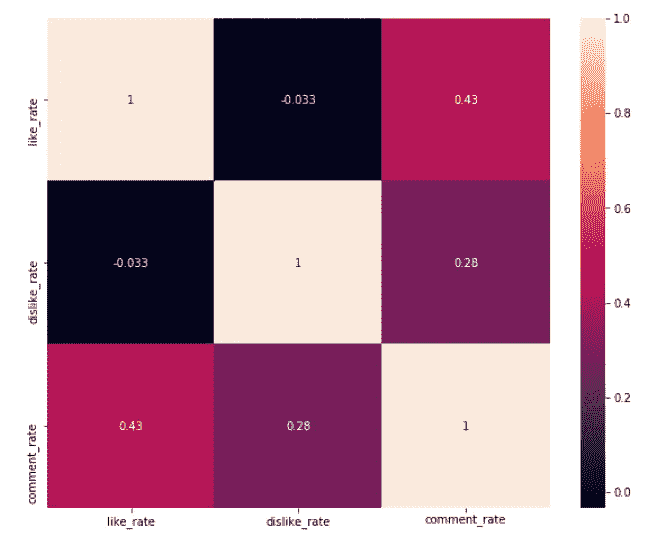 1.0
like_rate
1
-0.033
0.43
0.8
0.6
dislike_rate
-0.033
1
0.28
0.4
0.2
comment_rate
0.43
0.28
1
0.0
like_rate
dislike_rate
comment_rate